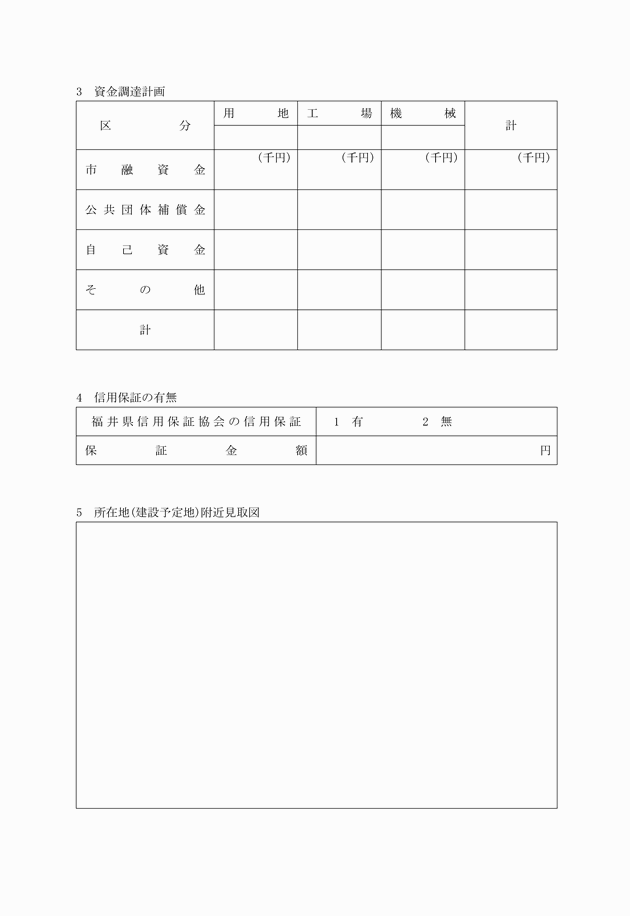 3 資金調達計画
区分 用地 工場 機械 計
市融資金 (千円) (千円) (千円) (千円)
公共団体補償金
自己資金
その他
計
4 信用保証の有無
福井県信用保証協会の信用保証 1 有 2 無
保証金額 円
5 所在地(建設予定地)附近見取図